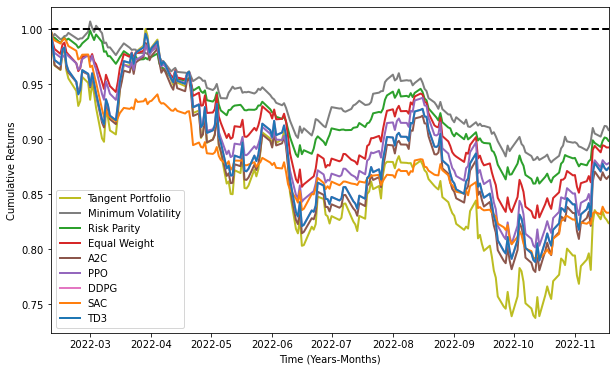 1.00
0.95
0.90
0.85
0.80
0.75
Cumulative Returns
Tangent Portfolio
Minimum Volatility
Risk Parity
Equal Weight
A2C
PPO
DDPG
SAC
TD3
2022-03 2022-04 2022-05 2022-06 2022-07 2022-08 2022-09 2022-10 2022-11
Time (Years-Months)